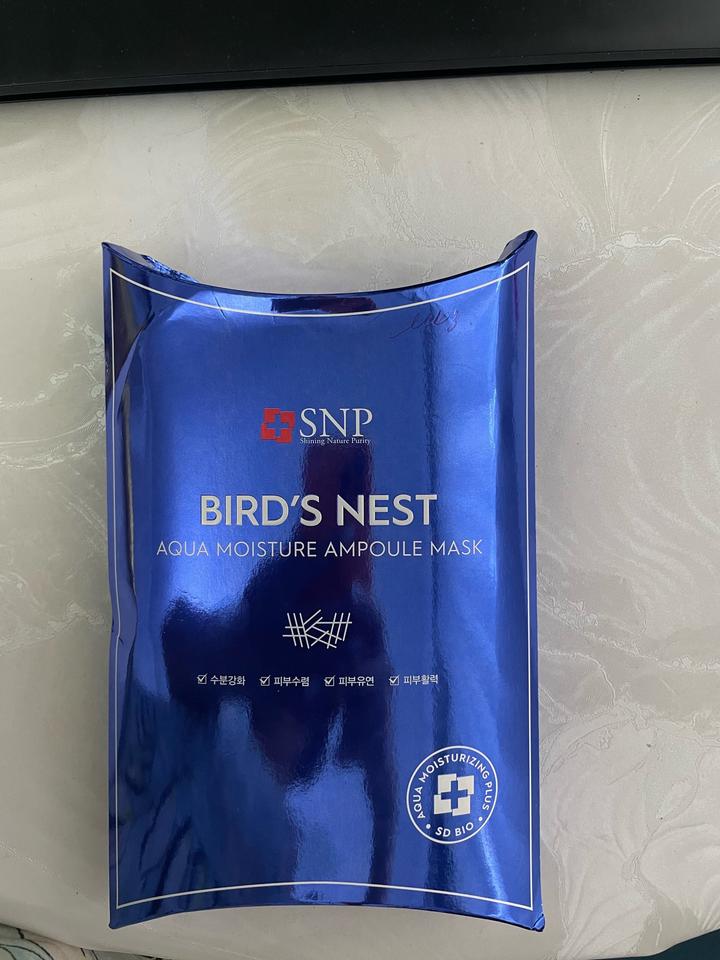 SNP
Shining Nature Purity
BIRD'S NEST
AQUA MOISTURE AMPOULE MASK
☑ 수분강화 ☑ 피부수렴 ☑ 피부유연 ☑ 피부활력
AQUA MOISTURIZING PLUS
• SD BIO •